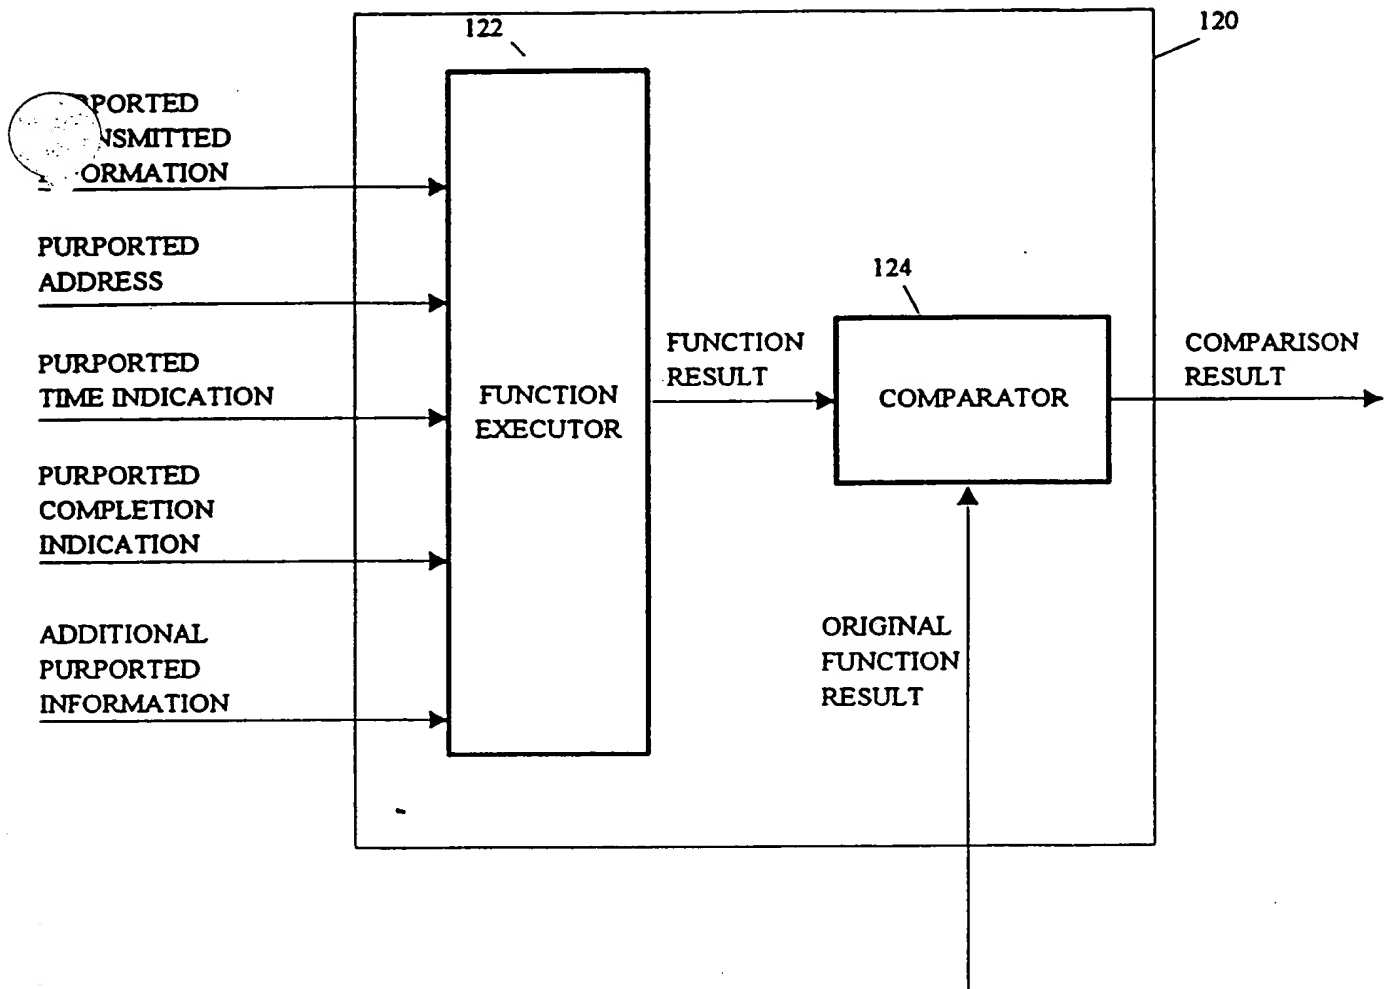 122
120
RPORTED
NSMITTED
ORMATION
PURPORTED
ADDRESS
124
PURPORTED
TIME INDICATION
FUNCTION
RESULT
COMPARISON
RESULT
FUNCTION
EXECUTOR
COMPARATOR
PURPORTED
COMPLETION
INDICATION
ADDITIONAL
PURPORTED
INFORMATION
ORIGINAL
FUNCTION
RESULT